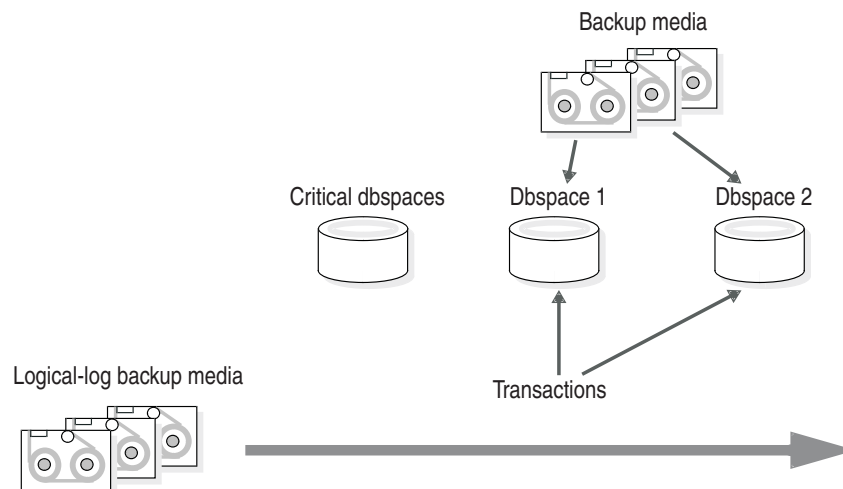 Backup media
Critical dbspaces
Dbspace 1
Dbspace 2
Transactions
Logical-log backup media